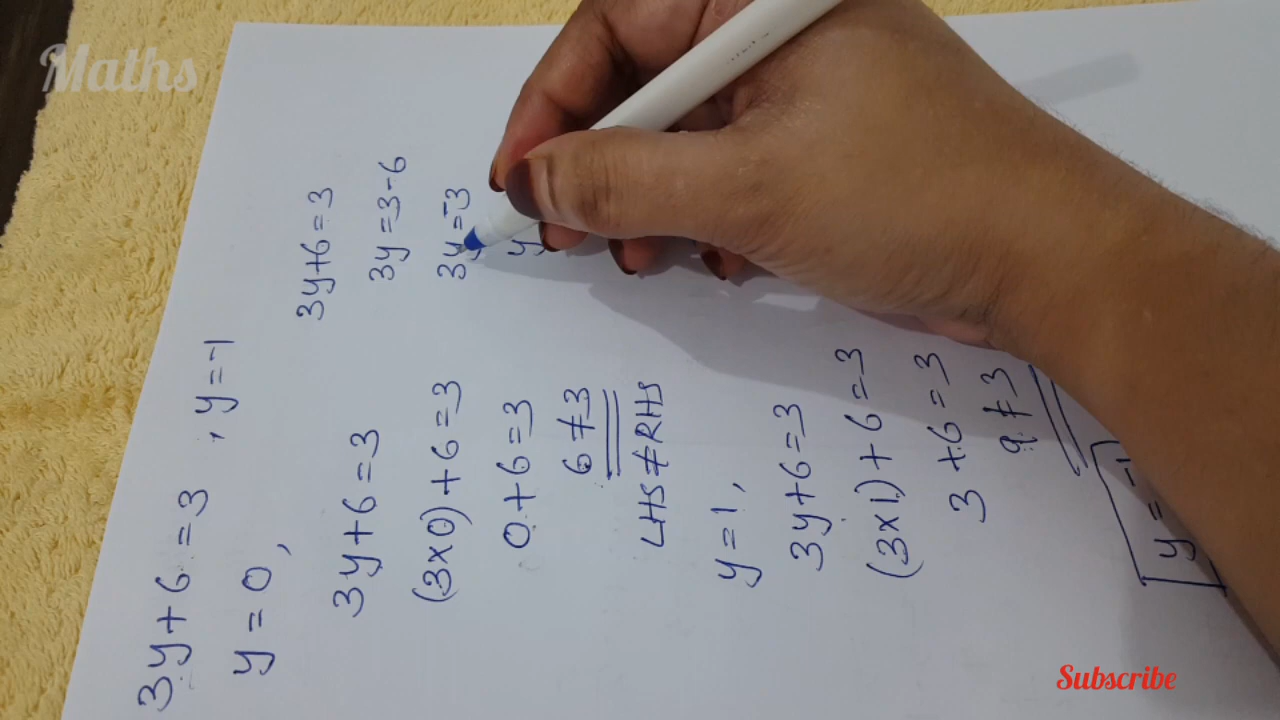 Maths
3y + 6 = 3 , y = -1
y = 0 ,
3y + 6 = 3
(3 x 0) + 6 = 3
0 + 6 = 3
6 ≠ 3
LHS ≠ RHS
y = 1 ,
3y + 6 = 3
(3 x 1) + 6 = 3
3 + 6 = 3
9 ≠ 3
y = -1
3y + 6 = 3
3y = 3 - 6
3y = -3
y
Subscribe